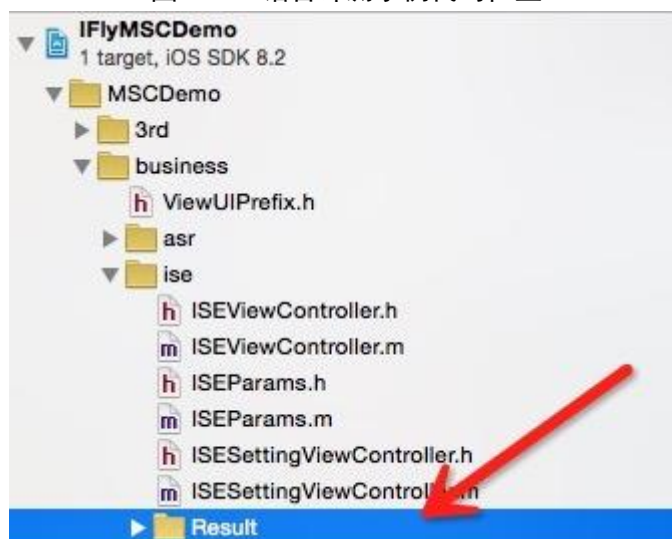 IFlyMSCDemo
1 target, iOS SDK 8.2
MSCDemo
3rd
business
h ViewUIPrefix.h
asr
ise
h ISEViewController.h
m ISEViewController.m
h ISEParams.h
m ISEParams.m
h ISESettingViewController.h
m ISESettingViewController.m
Result